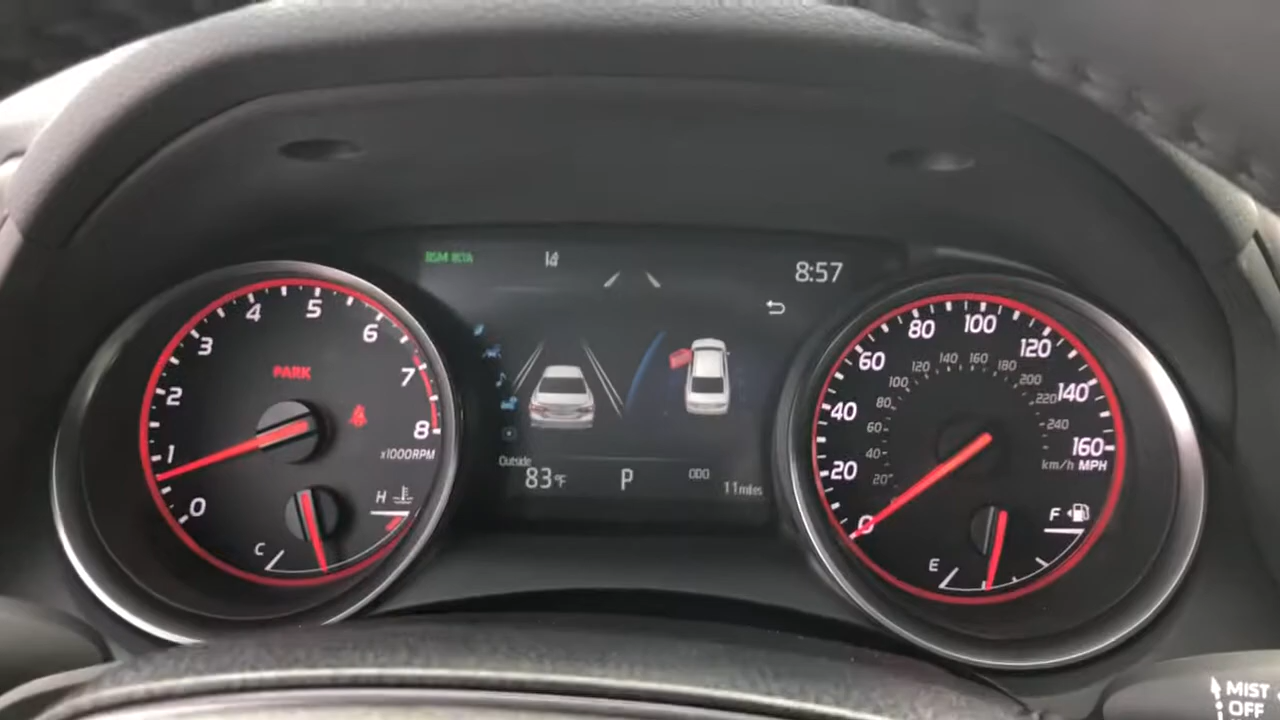 BSM RCTA
8:57
4
5
3
6
PARK
2
7
1
8
x1000RPM
0
H
C
Outside
83°F
P
ODO
11miles
80
100
60
120
140
160
120
180
100
200
40
80
220
140
60
240
40
160
20
20
km/h MPH
0
F
E
MIST
OFF